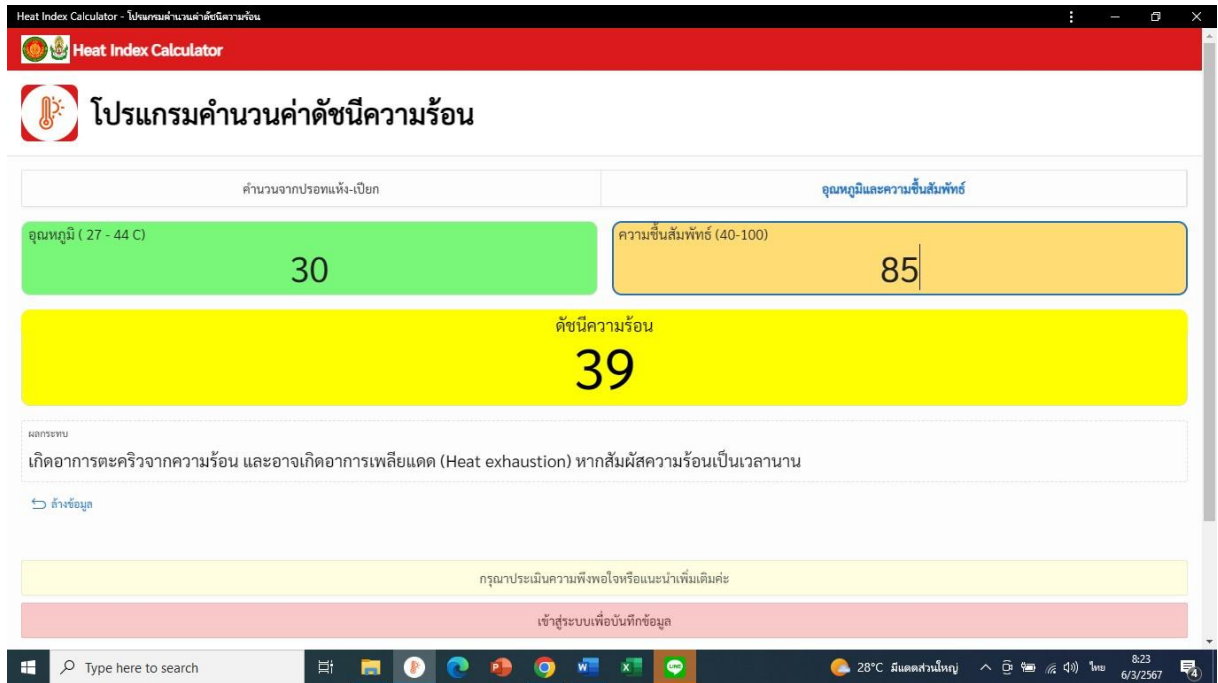 Heat Index Calculator - โปรแกรมคำนวนค่าดัชนีความร้อน
Heat Index Calculator
โปรแกรมคำนวนค่าดัชนีความร้อน
คำนวนจากปรอทแห้ง-เปียก
อุณหภูมิและความชื้นสัมพัทธ์
อุณหภูมิ ( 27 - 44 C)
30
ความชื้นสัมพัทธ์ (40-100)
85
ดัชนีความร้อน
39
ผลกระทบ
เกิดอาการตะคริวจากความร้อน และอาจเกิดอาการเพลียแดด (Heat exhaustion) หากสัมผัสความร้อนเป็นเวลานาน
ล้างข้อมูล
กรุณาประเมินความพึงพอใจหรือแนะนำเพิ่มเติมค่ะ
เข้าสู่ระบบเพื่อบันทึกข้อมูล
Type here to search
28°C มีแดดส่วนใหญ่
ไทย
8:23
6/3/2567
4